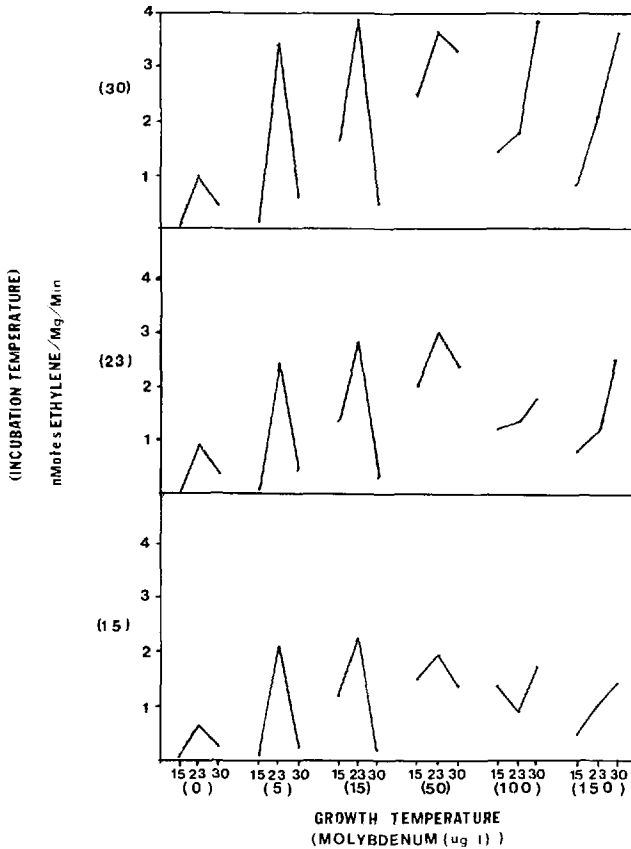 4
3
(30)
2
1
4
3
(23)
2
1
4
3
(15)
2
1
(INCUBATION TEMPERATURE)
nMoles ETHYLENE/Mg/Min
15 23 30 15 23 30 15 23 30 15 23 30 15 23 30 15 23 30
(0) (5) (15) (50) (100) (150)
GROWTH TEMPERATURE
(MOLYBDENUM (ug l) )